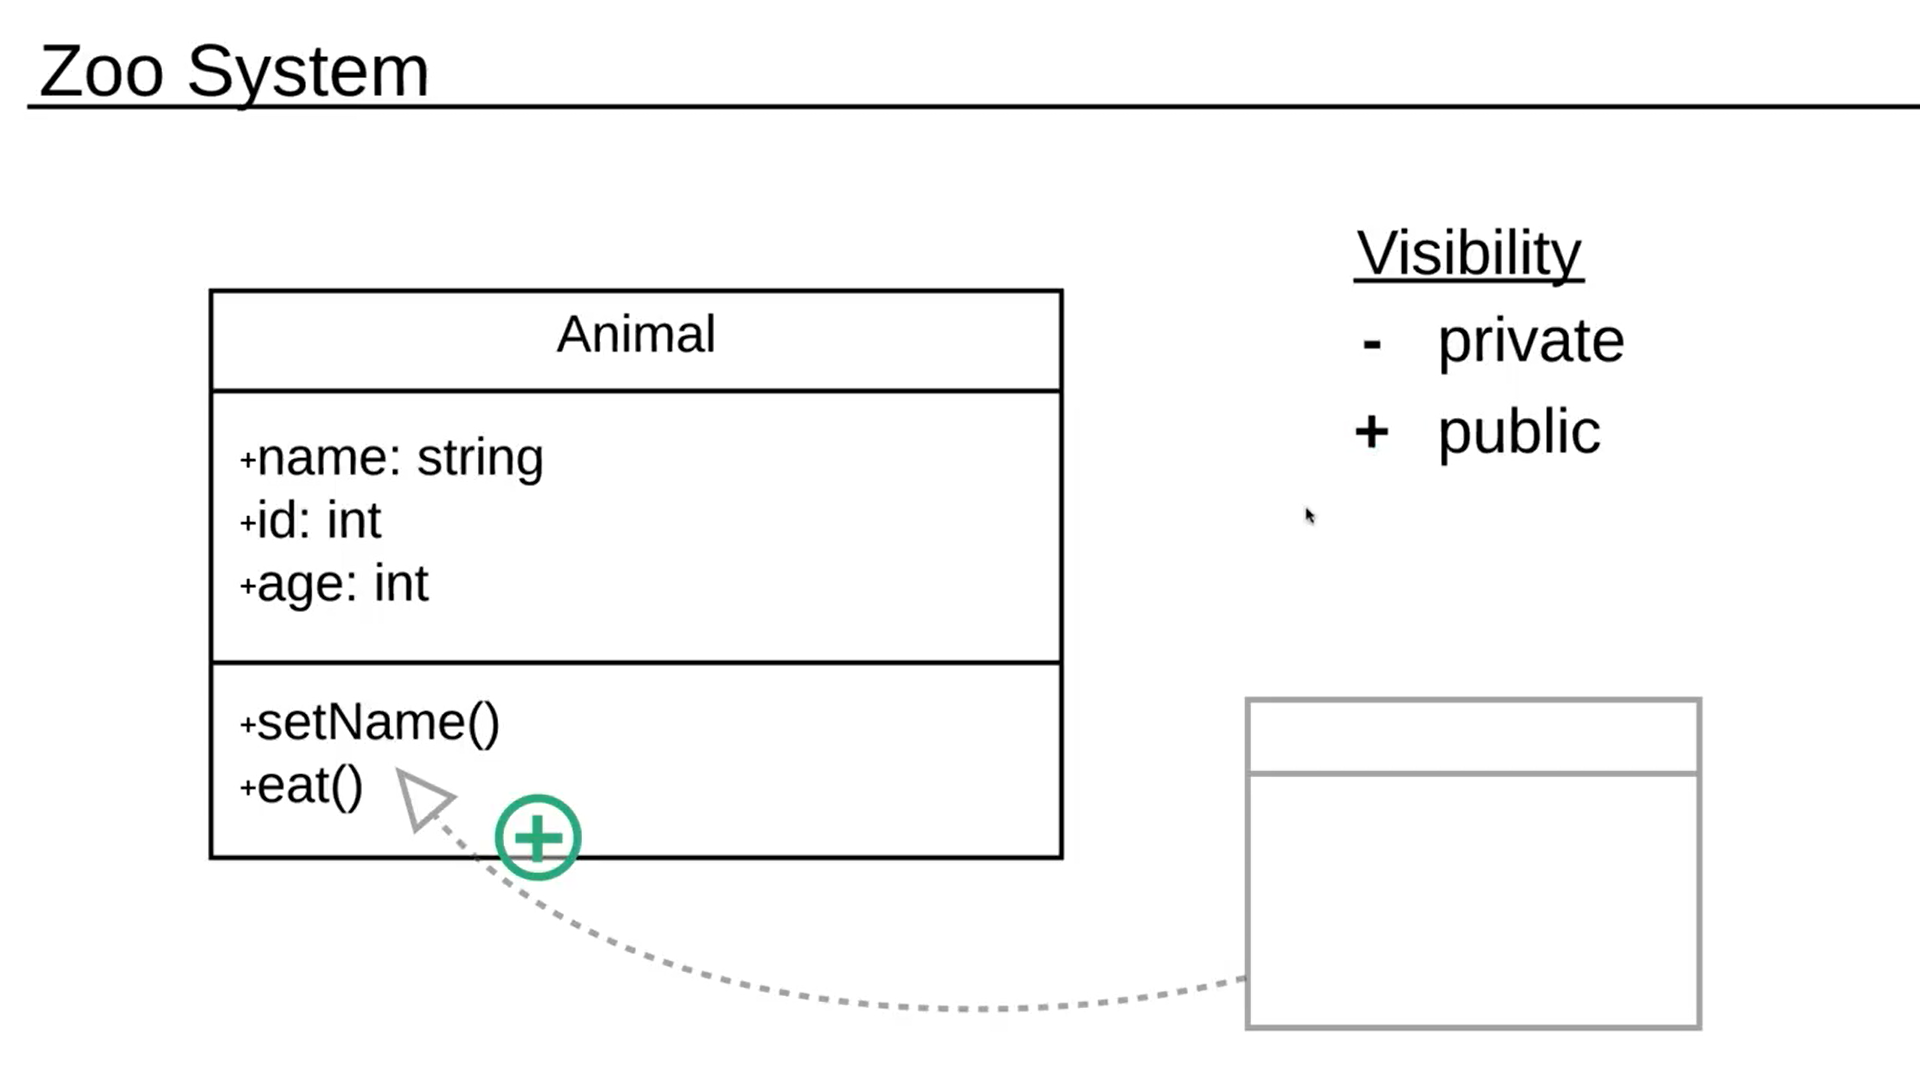 Zoo System
Visibility
- private
+ public
Animal
+name: string
+id: int
+age: int
+setName()
+eat()